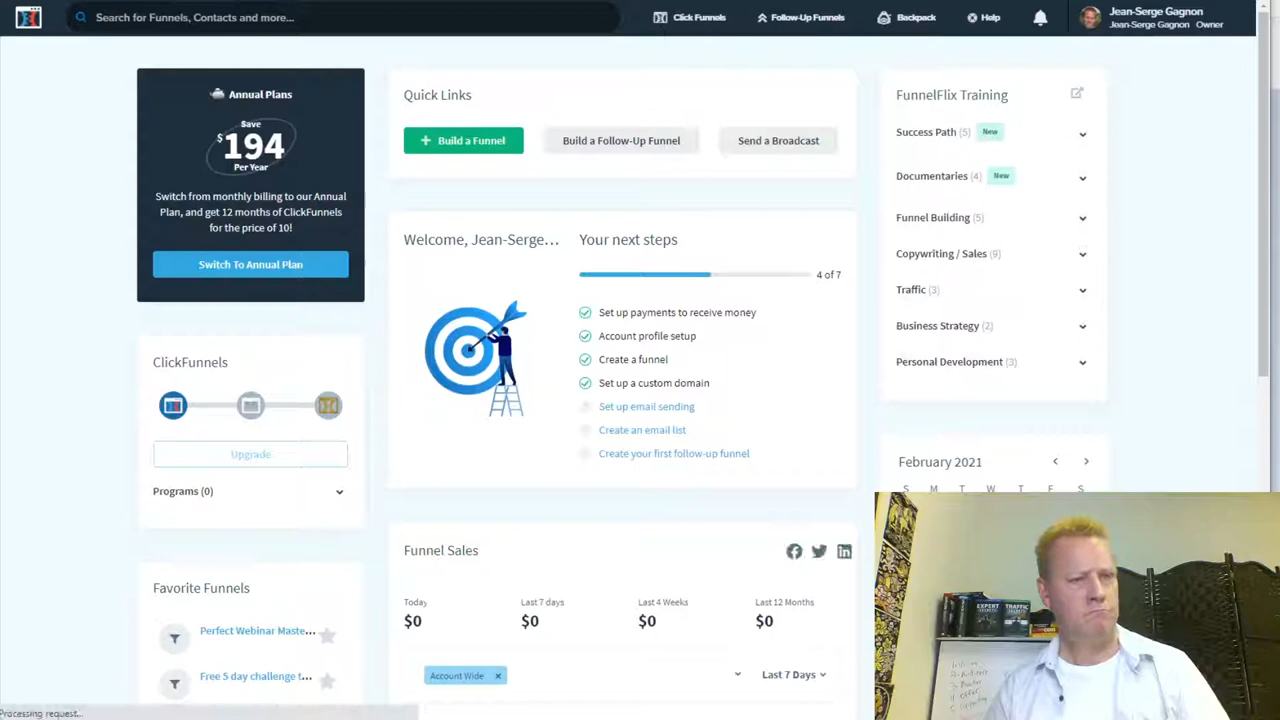 Search for Funnels, Contacts and more...
Click Funnels
Follow-Up Funnels
Backpack
Help
Jean-Serge Gagnon
Jean-Serge Gagnon Owner
Annual Plans
Save
$194
Per Year
Switch from monthly billing to our Annual
Plan, and get 12 months of ClickFunnels
for the price of 10!
Switch To Annual Plan
ClickFunnels
Upgrade
Programs (0)
Favorite Funnels
Perfect Webinar Maste...
Free 5 day challenge t...
Quick Links
+ Build a Funnel
Build a Follow-Up Funnel
Send a Broadcast
Welcome, Jean-Serge...
Your next steps
4 of 7
Set up payments to receive money
Account profile setup
Create a funnel
Set up a custom domain
Set up email sending
Create an email list
Create your first follow-up funnel
Funnel Sales
Today
Last 7 days
Last 4 Weeks
Last 12 Months
$0
$0
$0
$0
Account Wide x
Last 7 Days
FunnelFlix Training
Success Path (5) New
Documentaries (4) New
Funnel Building (5)
Copywriting / Sales (9)
Traffic (3)
Business Strategy (2)
Personal Development (3)
February 2021
S M T W T F S
EXPERT
SECRETS
TRAFFIC
SECRETS
Processing request...